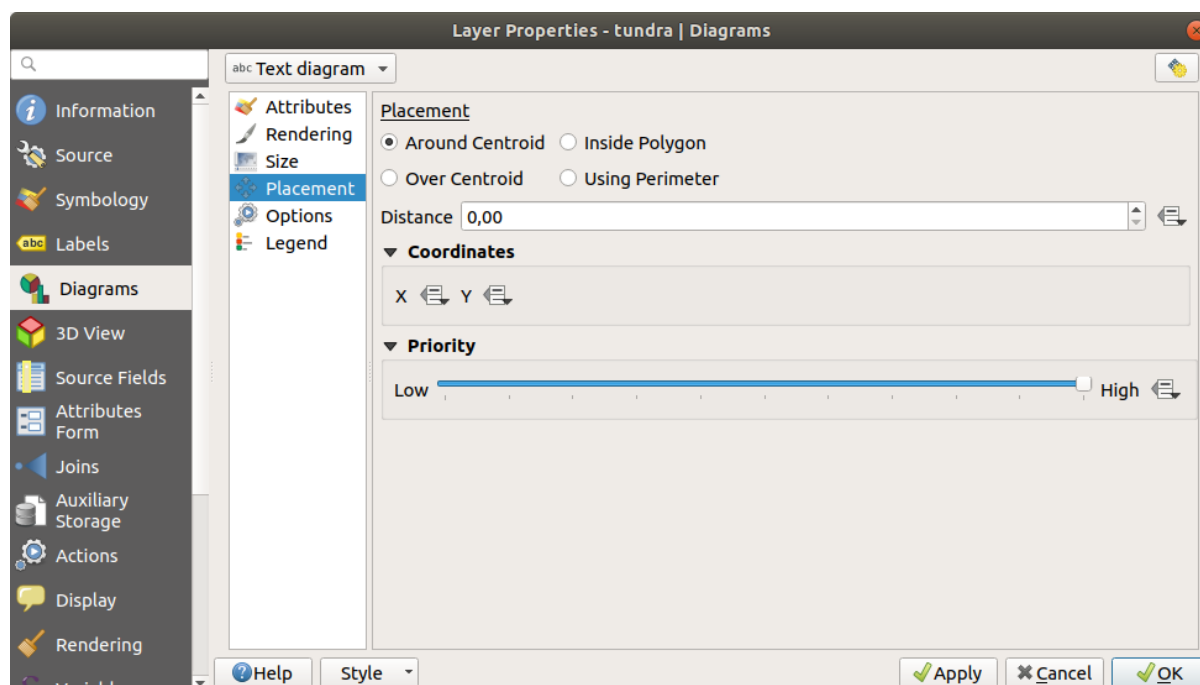 Layer Properties - tundra | Diagrams
Information
Source
Symbology
abc Labels
Diagrams
3D View
Source Fields
Attributes
Form
Joins
Auxiliary
Storage
Actions
Display
Rendering
abc Text diagram
Attributes
Rendering
Size
Placement
Options
Legend
Placement
Around Centroid
Inside Polygon
Over Centroid
Using Perimeter
Distance 0,00
Coordinates
X Y
Priority
Low High
Help
Style
Apply
Cancel
OK